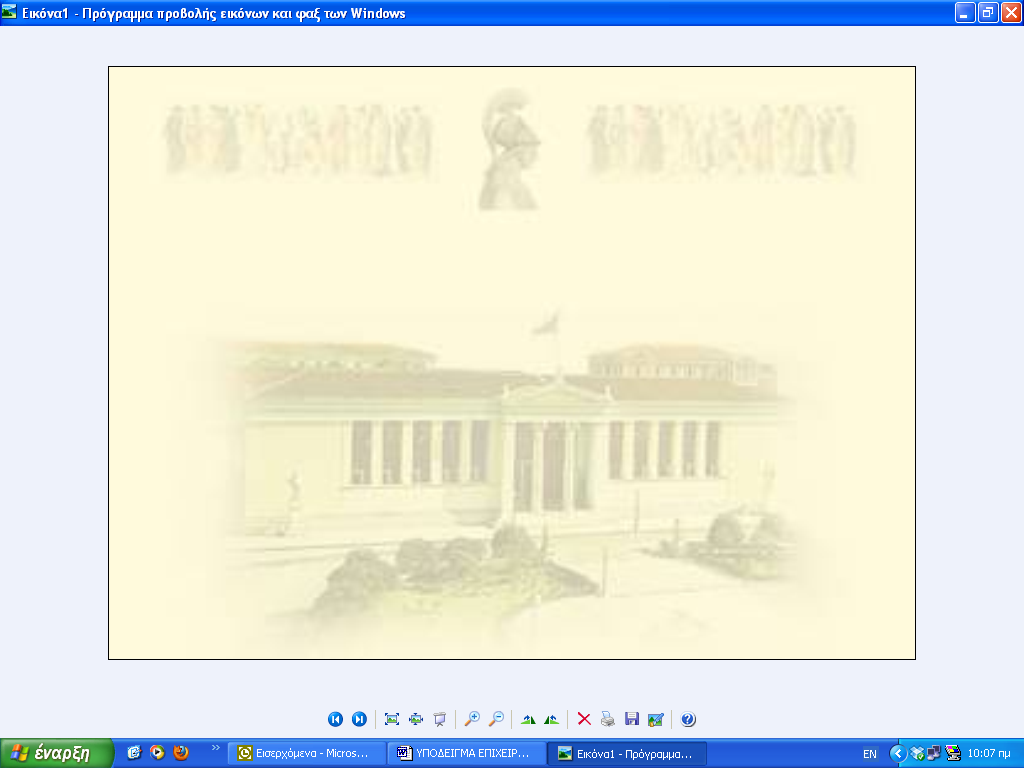 Εικόνα1 - Πρόγραμμα προβολής εικόνων και φαξ των Windows
έναρξη
Εισερχόμενα - Micros...
ΥΠΟΔΕΙΓΜΑ ΕΠΙΧΕΙΡ...
Εικόνα1 - Πρόγραμμα...
EN
10:07 πμ